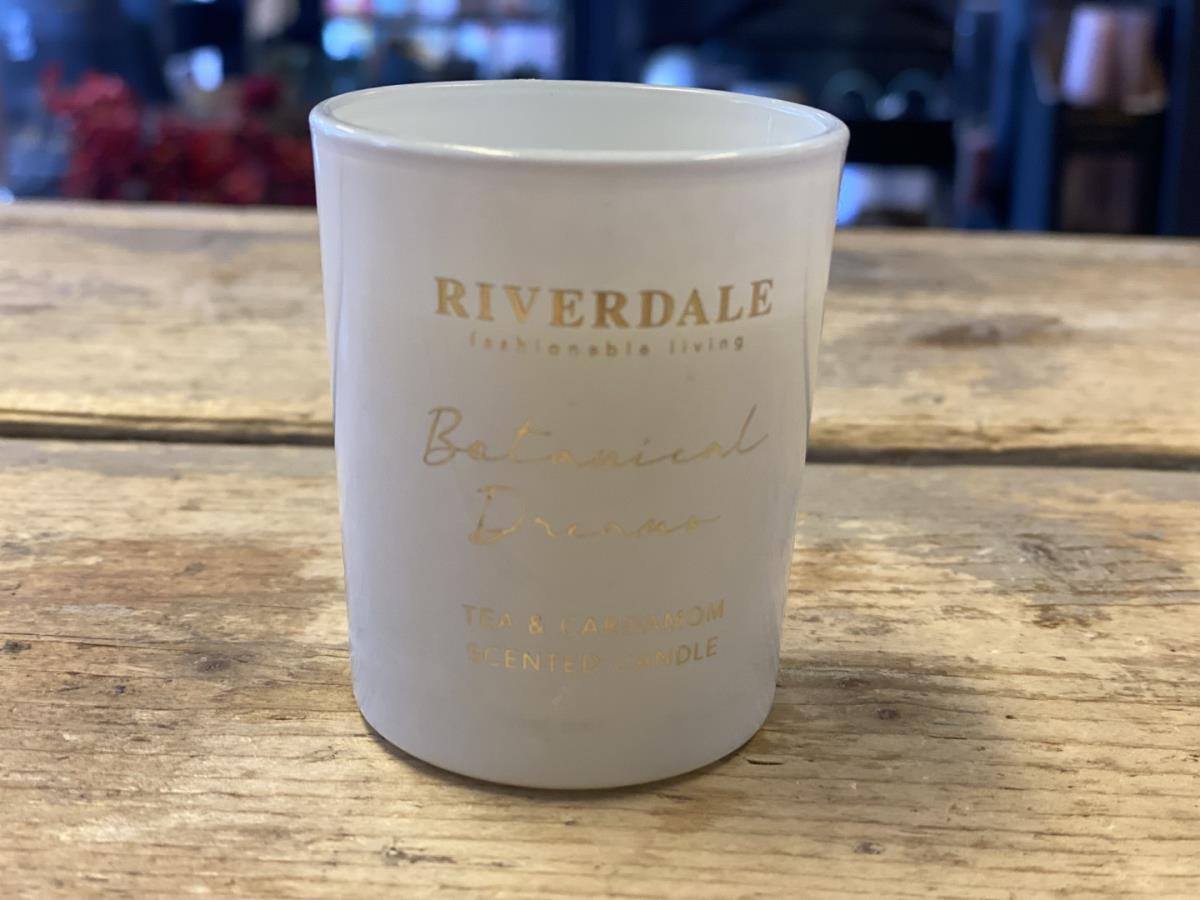 RIVERDALE
fashionable living
Botanical
Dreams
TEA & CARDAMOM
SCENTED CANDLE